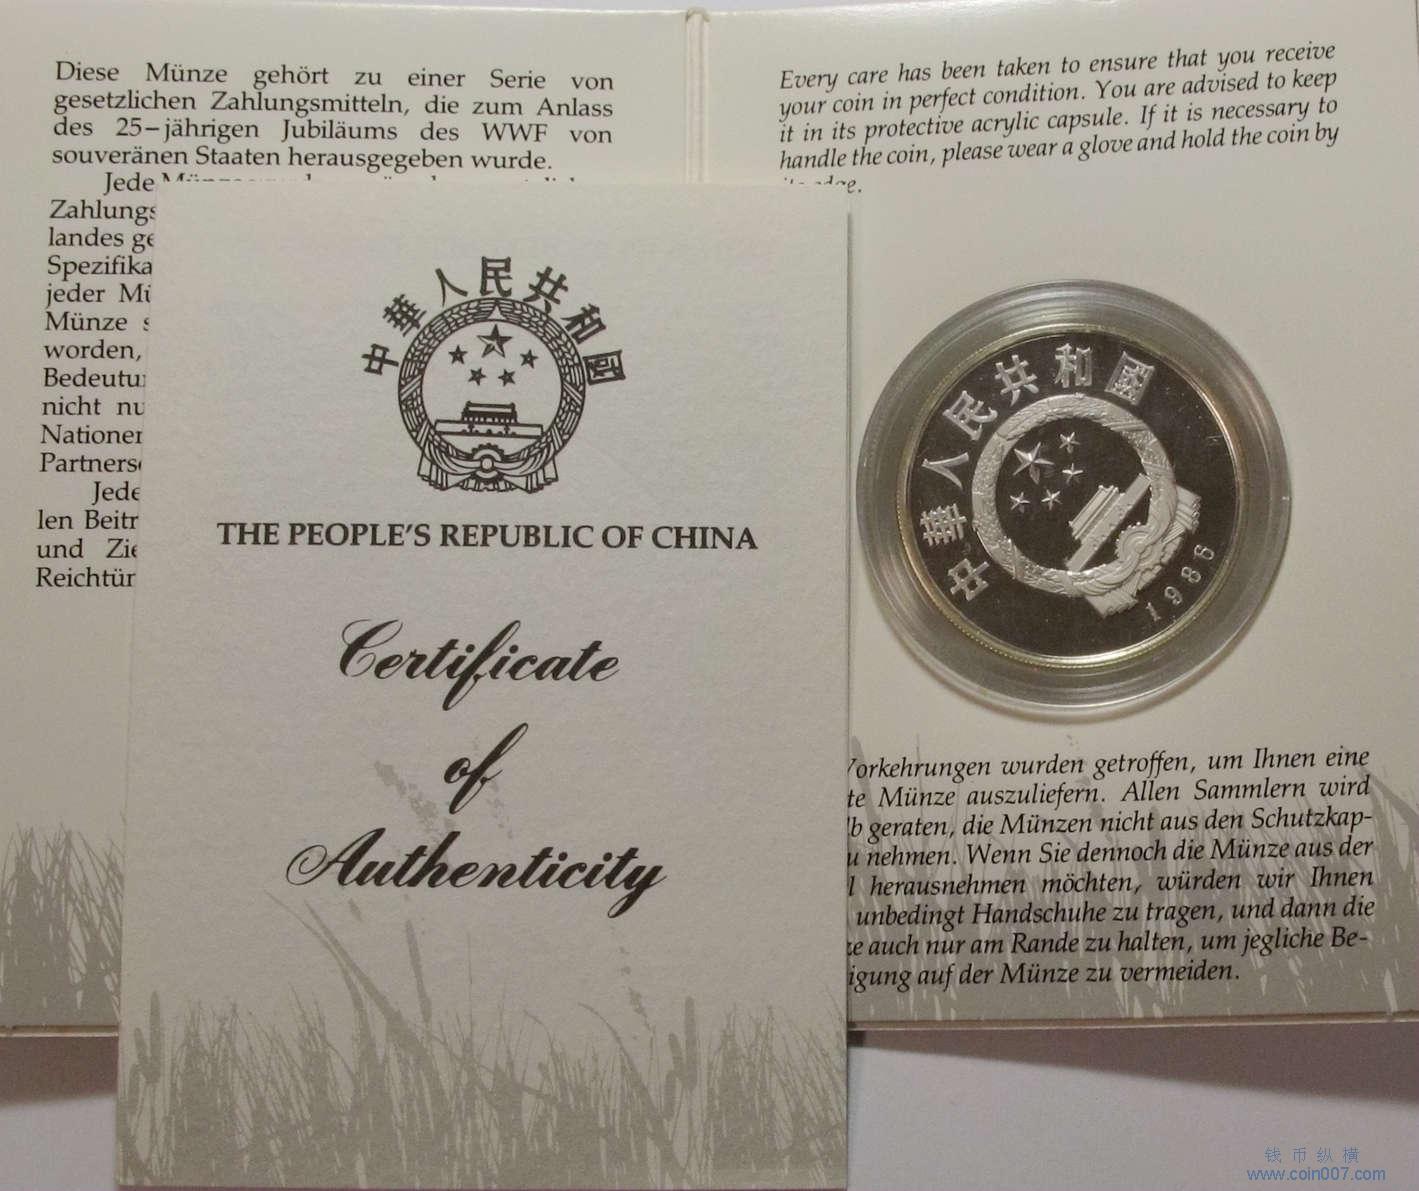 Diese Münze gehört zu einer Serie von
gesetzlichen Zahlungsmitteln, die zum Anlass
des 25-jährigen Jubiläums des WWF von
souveränen Staaten herausgegeben wurde.
Jede
landes
jeder
Münze
worden,
nicht
Jede
len
und
Every care has been taken to ensure that you receive
your coin in perfect condition. You are advised to keep
it in its protective acrylic capsule. If it is necessary to
handle the coin, please wear a glove and hold the coin by
its edge.
中華人民共和國
THE PEOPLE'S REPUBLIC OF CHINA
Certificate
of
Authenticity
中華人民共和國
1986
Vorkehrungen wurden getroffen, um Ihnen eine
Münze auszuliefern. Allen Sammlern wird
geraten, die Münzen nicht aus den Schutzkap-
nehmen. Wenn Sie dennoch die Münze aus der
herausnehmen möchten, würden wir Ihnen
unbedingt Handschuhe zu tragen, und dann die
auch nur am Rande zu halten, um jegliche Be-
igung auf der Münze zu vermeiden.
钱币纵横
www.coin007.com